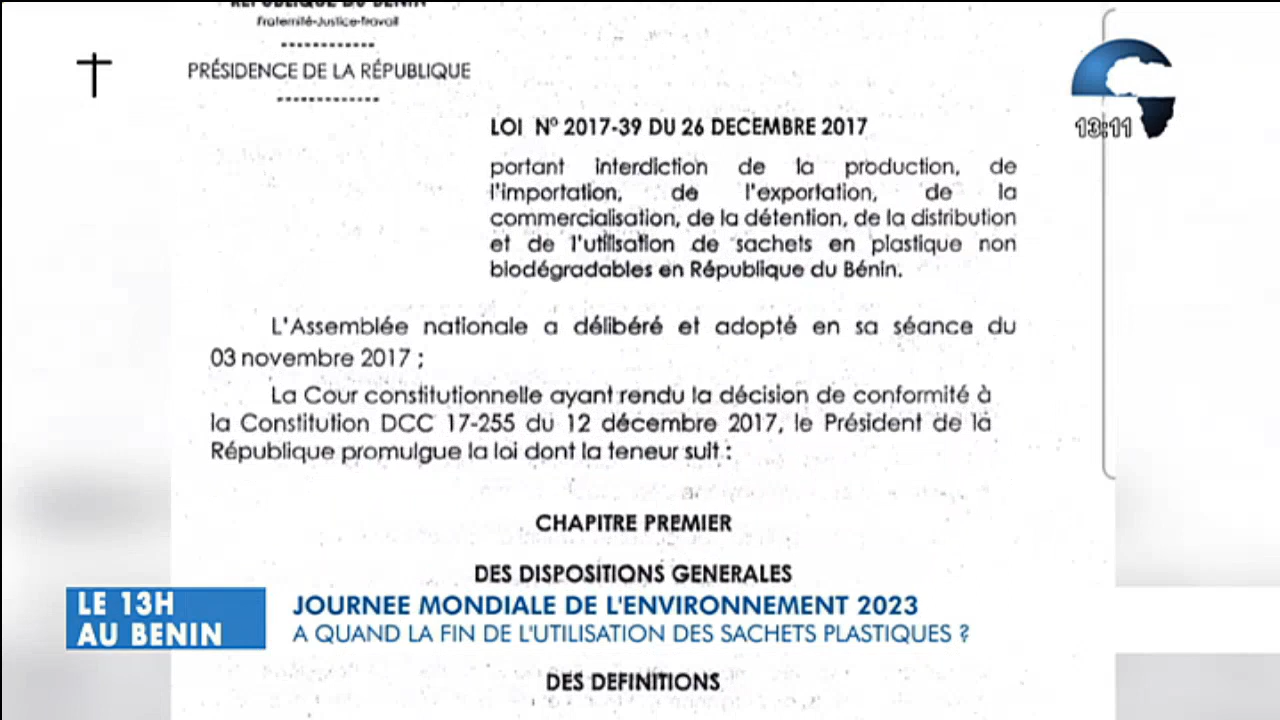 REPUBLIQUE DU BENIN
Fraternité-Justice-Travail
PRÉSIDENCE DE LA RÉPUBLIQUE
13:11
LOI N° 2017-39 DU 26 DECEMBRE 2017
portant interdiction de la production, de
l'importation, de l'exportation, de la
commercialisation, de la détention, de la distribution
et de l'utilisation de sachets en plastique non
biodégradables en République du Bénin.
L'Assemblée nationale a délibéré et adopté en sa séance du
03 novembre 2017 ;
La Cour constitutionnelle ayant rendu la décision de conformité à
la Constitution DCC 17-255 du 12 décembre 2017, le Président de la
République promulgue la loi dont la teneur suit :
CHAPITRE PREMIER
DES DISPOSITIONS GENERALES
LE 13H
AU BENIN
JOURNEE MONDIALE DE L'ENVIRONNEMENT 2023
A QUAND LA FIN DE L'UTILISATION DES SACHETS PLASTIQUES ?
DES DEFINITIONS